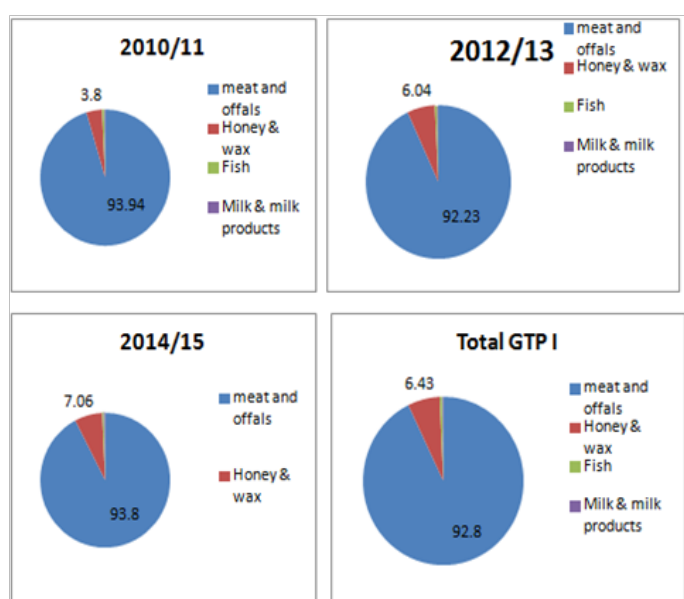 2010/11
3.8
93.94
meat and
offals
Honey &
wax
Fish
Milk & milk
products
2012/13
6.04
92.23
meat and
offals
Honey & wax
Fish
Milk & milk
products
2014/15
7.06
93.8
meat and
offals
Honey &
wax
Total GTP I
6.43
92.8
meat and
offals
Honey &
wax
Fish
Milk & milk
products